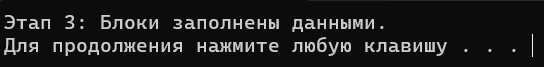 Этап 3: Блоки заполнены данными.
Для продолжения нажмите любую клавишу . . .